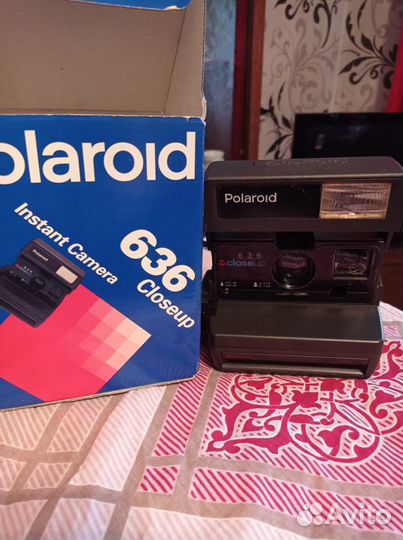 olaroid
Instant Camera
636
Closeup
Polaroid
636
closeup
Avito